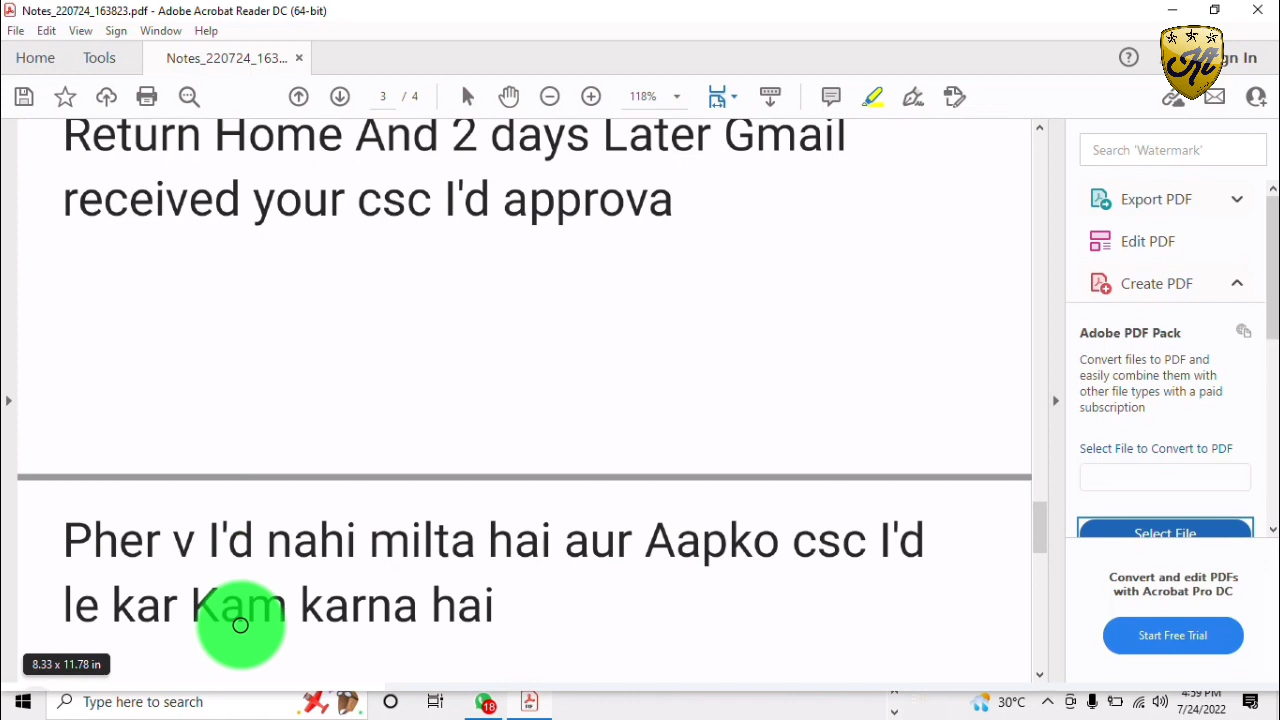 Notes_220724_163823.pdf - Adobe Acrobat Reader DC (64-bit)
File Edit View Sign Window Help
Home Tools Notes_220724_163... × Sign In
3 / 4 118%
Return Home And 2 days Later Gmail
received your csc I'd approva
Pher v I'd nahi milta hai aur Aapko csc I'd
le kar Kam karna hai
8.33 x 11.78 in
Search 'Watermark'
Export PDF
Edit PDF
Create PDF
Adobe PDF Pack
Convert files to PDF and
easily combine them with
other file types with a paid
subscription
Select File to Convert to PDF
Select File
Convert and edit PDFs
with Acrobat Pro DC
Start Free Trial
Type here to search
18
30°C
4:59 PM
7/24/2022